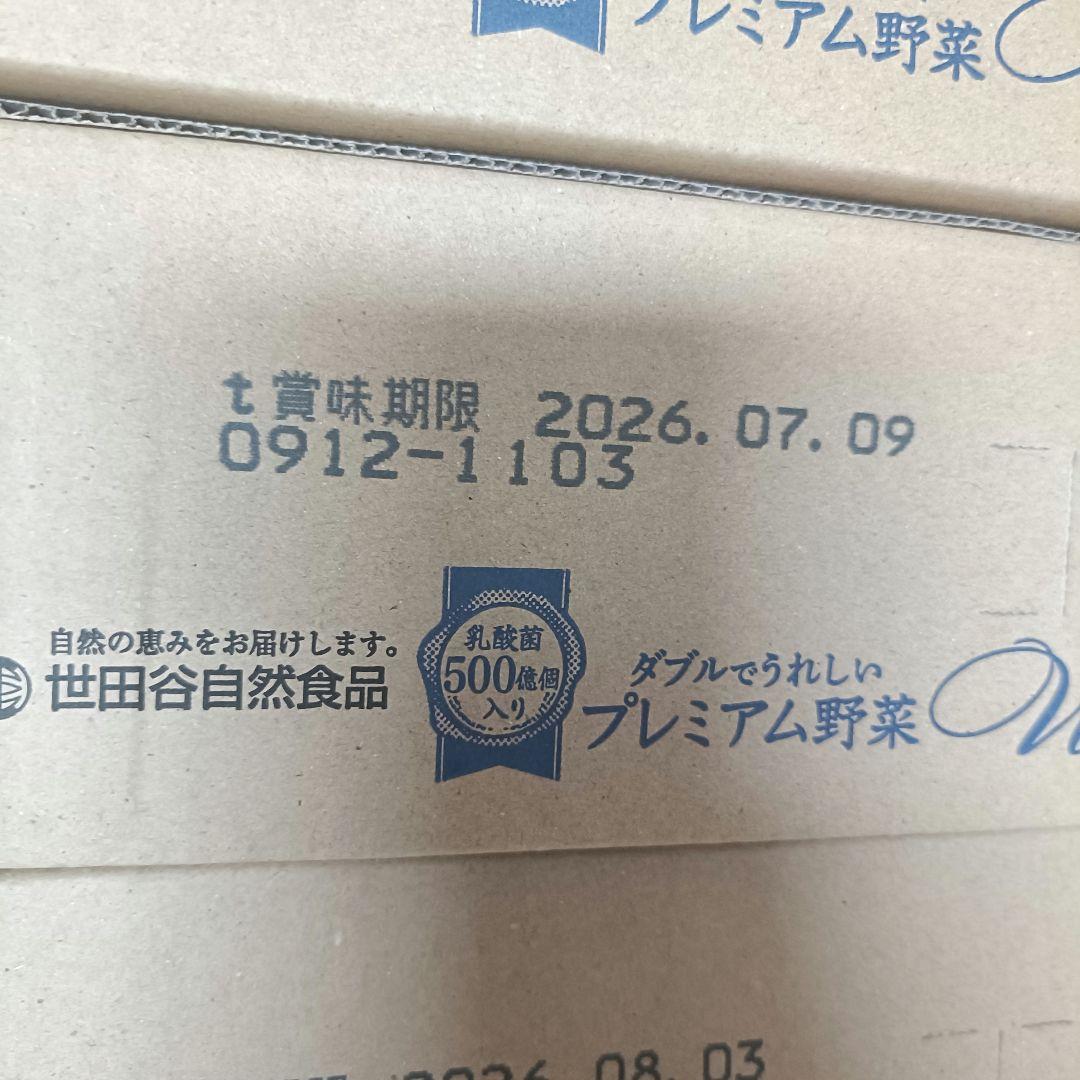 プレミアム野菜
t賞味期限 2026.07.09
0912-1103
自然の恵みをお届けします。
世田谷自然食品
乳酸菌
500億個
入り
ダブルでうれしい
プレミアム野菜 W
2026.08.03